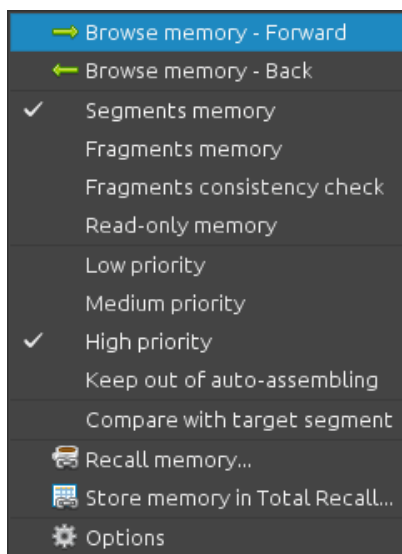 Browse memory - Forward
Browse memory - Back
Segments memory
Fragments memory
Fragments consistency check
Read-only memory
Low priority
Medium priority
High priority
Keep out of auto-assembling
Compare with target segment
Recall memory...
Store memory in Total Recall...
Options